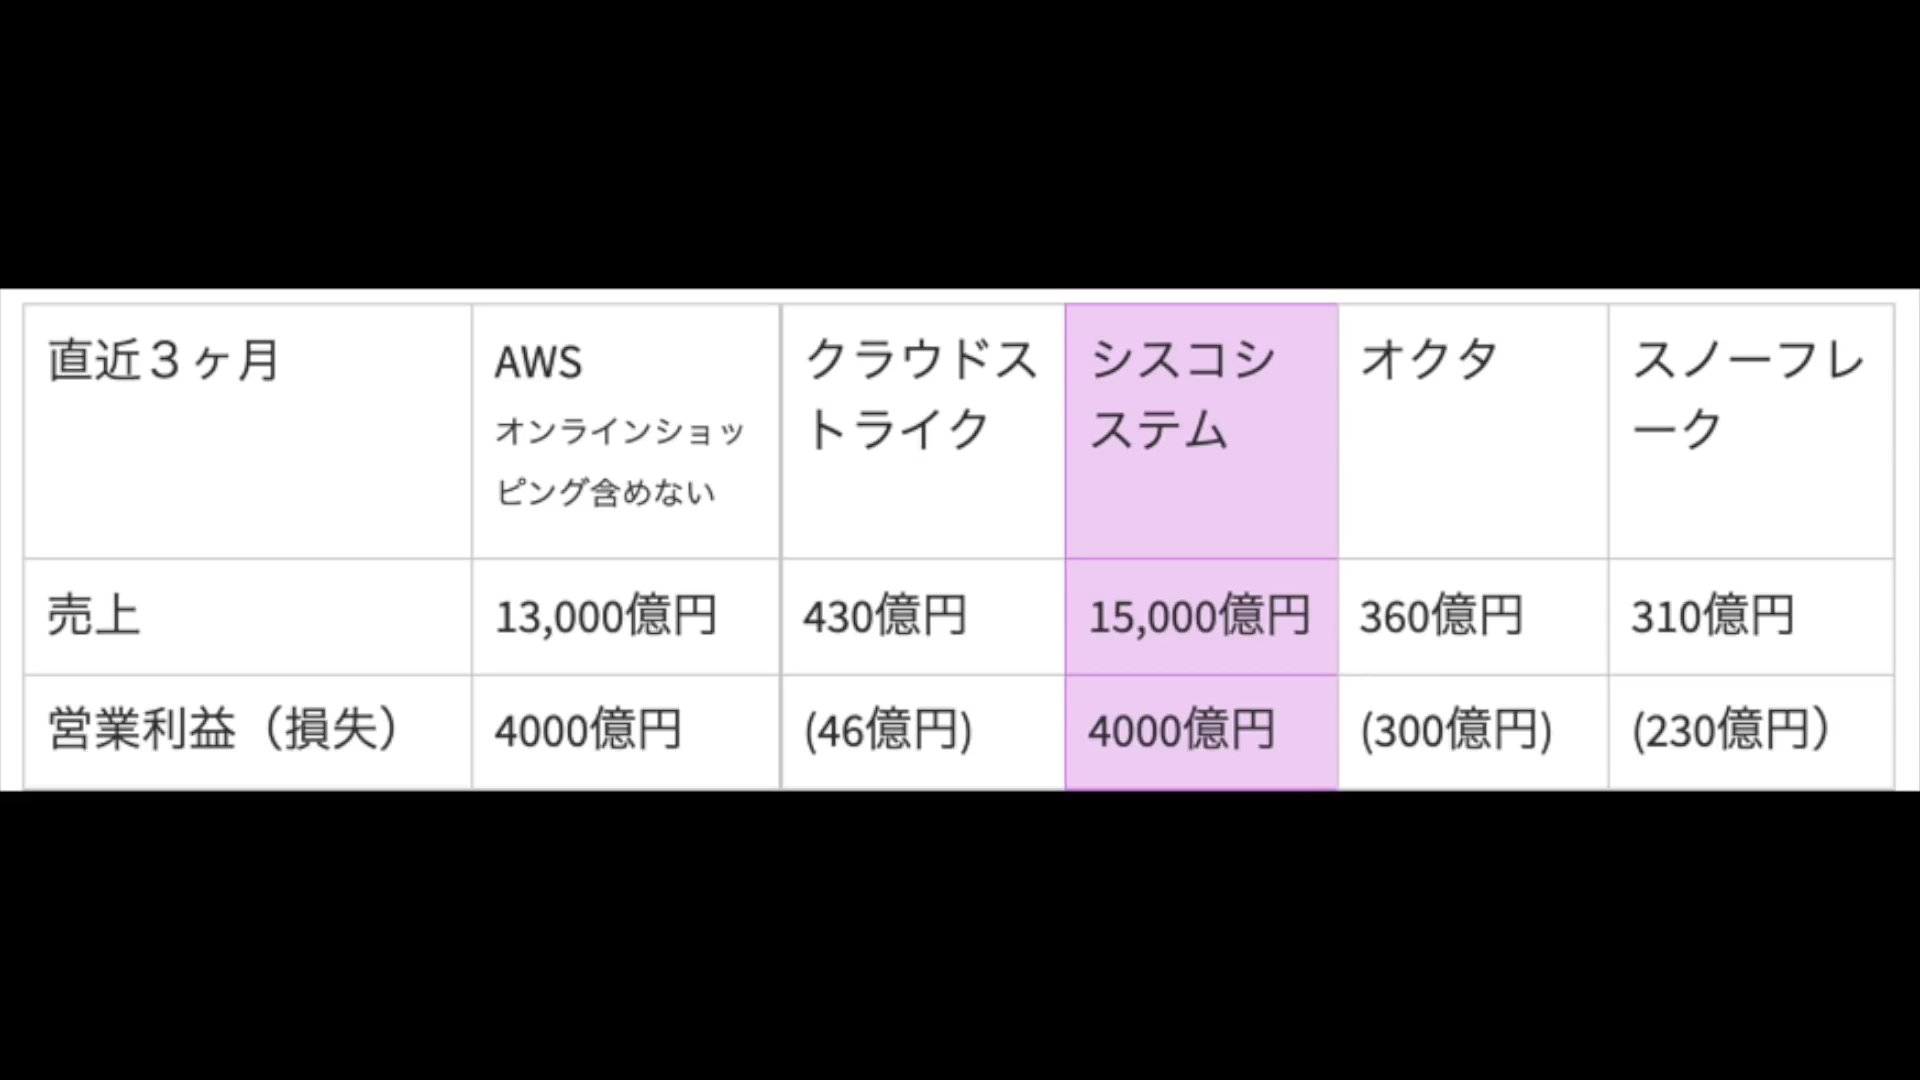 直近３ヶ月
AWS
オンラインショッ
ピング含めない
クラウドス
トライク
シスコシ
ステム
オクタ
スノーフレ
ーク
売上
13,000億円
430億円
15,000億円
360億円
310億円
営業利益（損失）
4000億円
(46億円)
4000億円
(300億円)
(230億円）